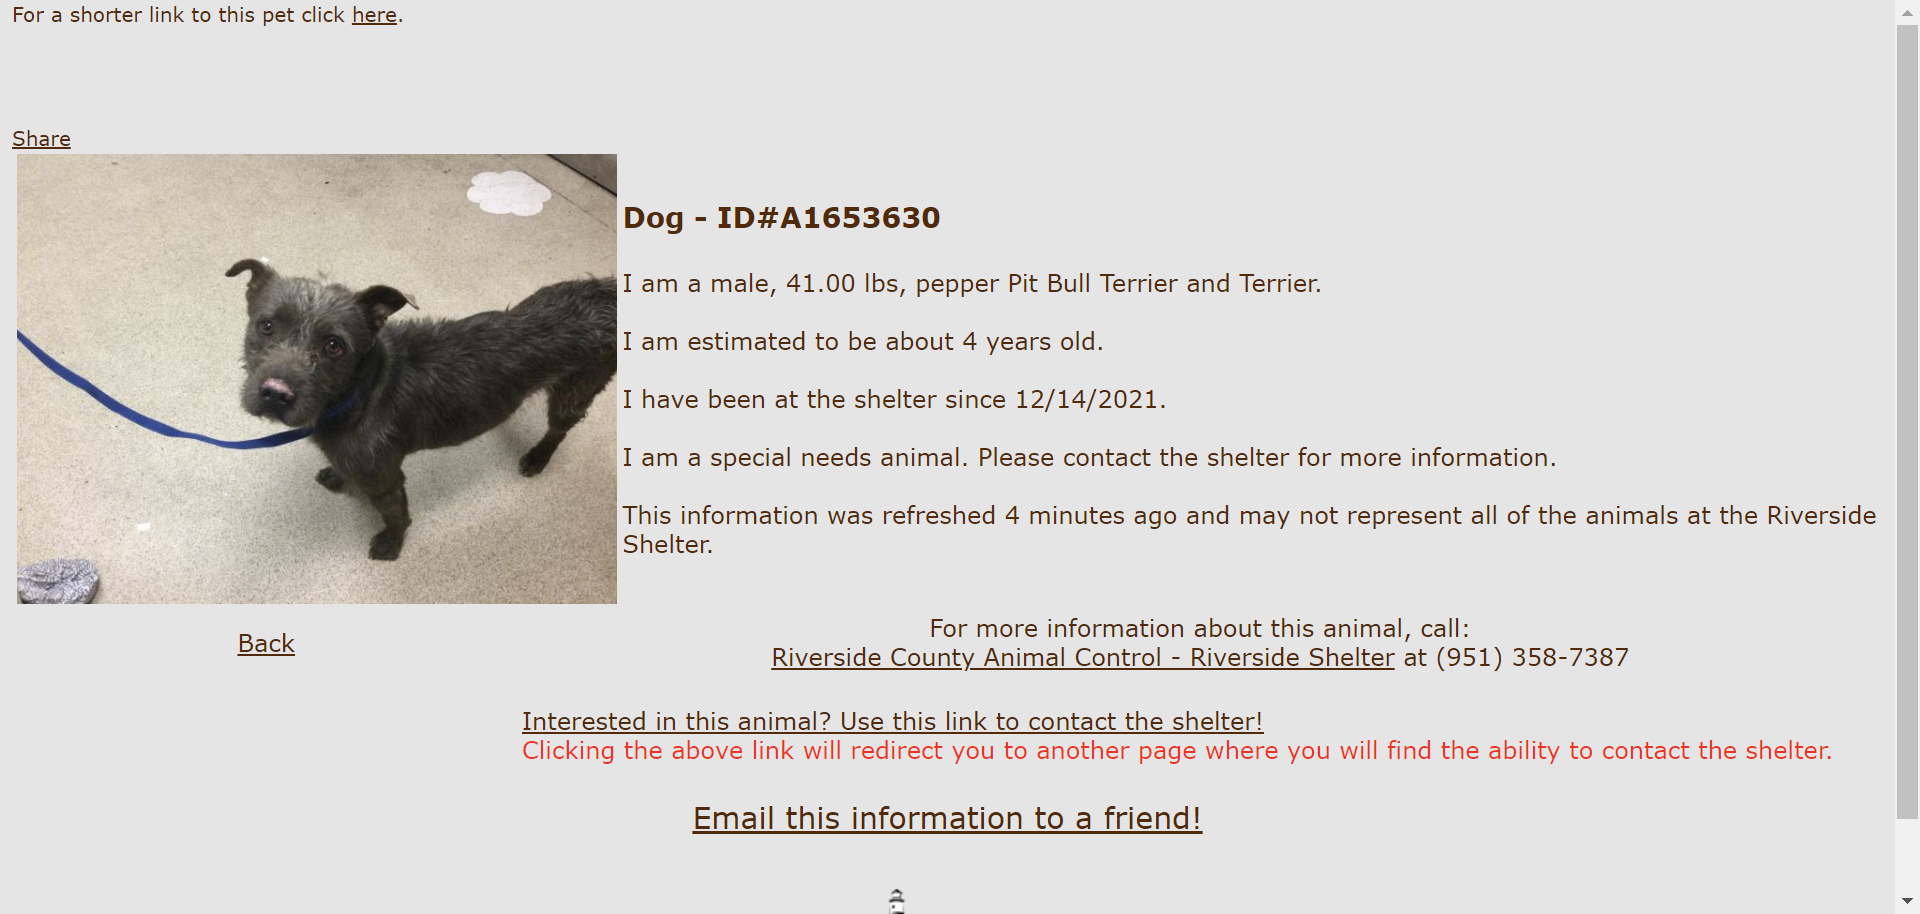 For a shorter link to this pet click here.
Share
Dog - ID#A1653630
I am a male, 41.00 lbs, pepper Pit Bull Terrier and Terrier.
I am estimated to be about 4 years old.
I have been at the shelter since 12/14/2021.
I am a special needs animal. Please contact the shelter for more information.
This information was refreshed 4 minutes ago and may not represent all of the animals at the Riverside
Shelter.
Back
For more information about this animal, call:
Riverside County Animal Control - Riverside Shelter at (951) 358-7387
Interested in this animal? Use this link to contact the shelter!
Clicking the above link will redirect you to another page where you will find the ability to contact the shelter.
Email this information to a friend!